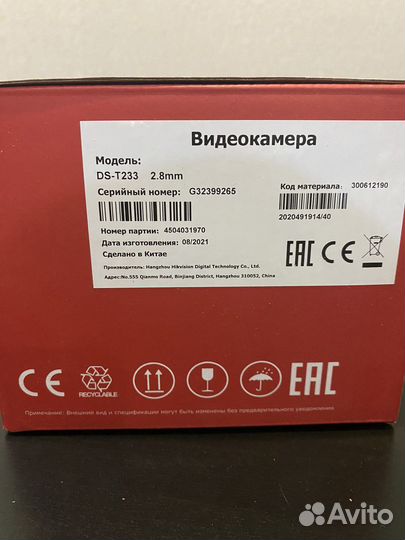 Видеокамера
Модель:
DS-T233 2.8mm
Серийный номер: G32399265
Код материала: 300612190
2020491914/40
Номер партии: 4504031970
Дата изготовления: 08/2021
Сделано в Китае
EAC CE
Производитель: Hangzhou Hikvision Digital Technology Co., Ltd.
Адрес:No.555 Qianmo Road, Binjiang District, Hangzhou 310052, China
CE RECYCLABLE EAC
Примечание: Внешний вид и спецификации могут быть изменены без предварительного уведомления.
Avito